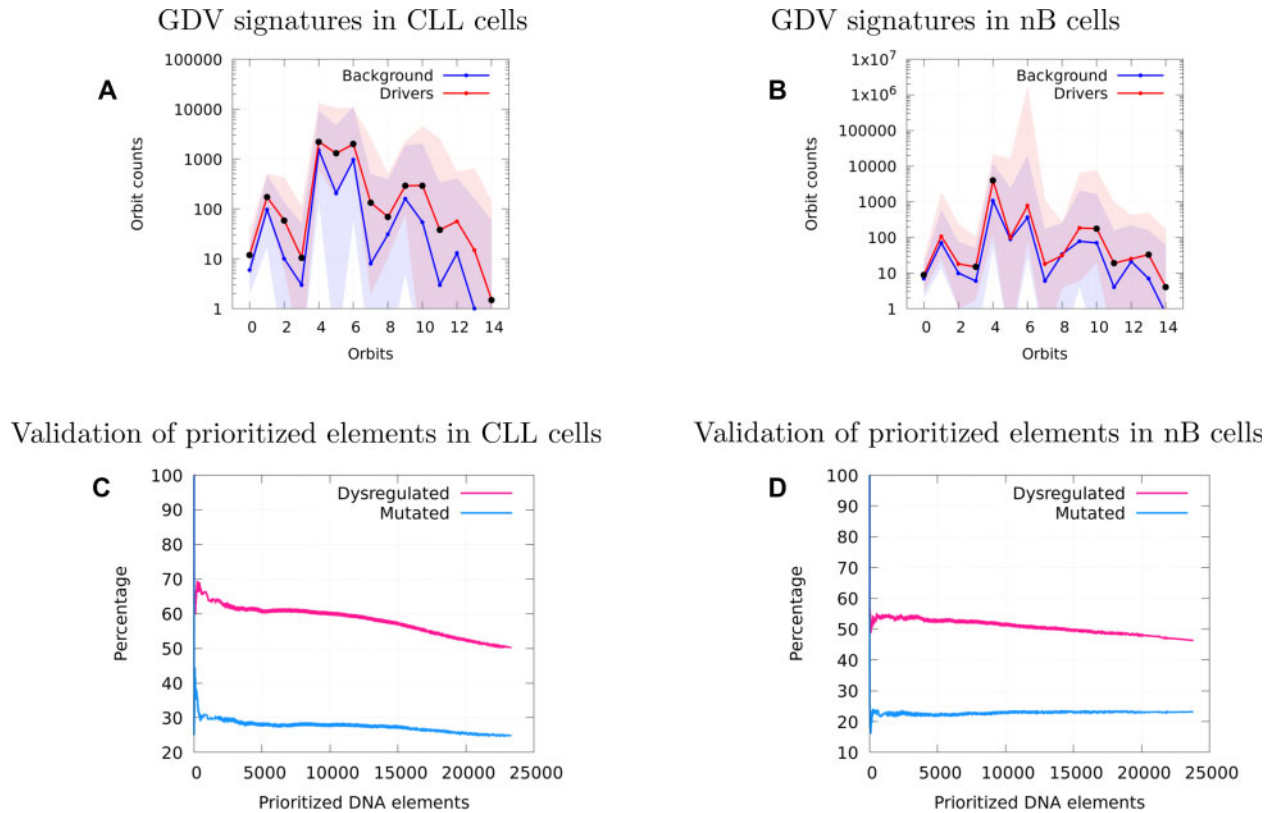 GDV signatures in CLL cells
A
Orbit counts
100000
10000
1000
100
10
1
Background
Drivers
0 2 4 6 8 10 12 14
Orbits
GDV signatures in nB cells
B
Orbit counts
1x10^7
1x10^6
100000
10000
1000
100
10
1
Background
Drivers
0 2 4 6 8 10 12 14
Orbits
Validation of prioritized elements in CLL cells
C
Percentage
100
90
80
70
60
50
40
30
20
Dysregulated
Mutated
0 5000 10000 15000 20000 25000
Prioritized DNA elements
Validation of prioritized elements in nB cells
D
Percentage
100
90
80
70
60
50
40
30
20
10
Dysregulated
Mutated
0 5000 10000 15000 20000 25000
Prioritized DNA elements